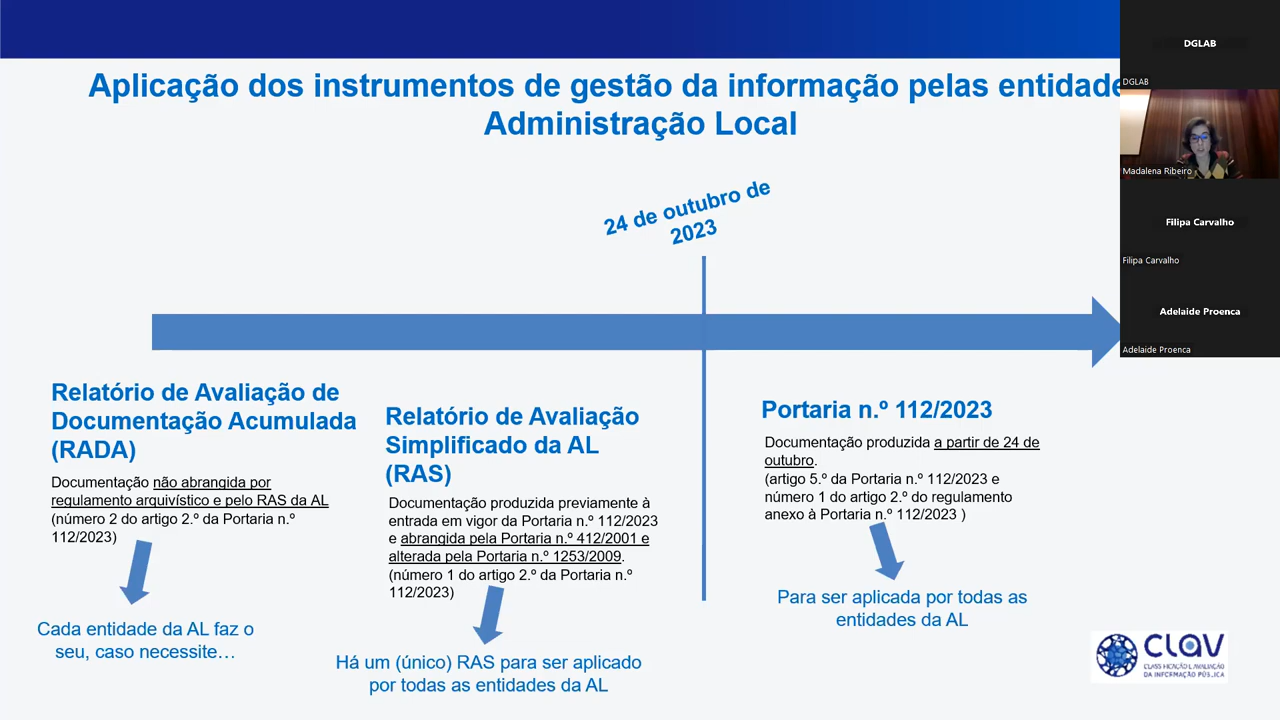 Aplicação dos instrumentos de gestão da informação pelas entidade
Administração Local
24 de outubro de
2023
Relatório de Avaliação de
Documentação Acumulada
(RADA)
Documentação não abrangida por
regulamento arquivístico e pelo RAS da AL
(número 2 do artigo 2.º da Portaria n.º
112/2023)
Cada entidade da AL faz o
seu, caso necessite…
Relatório de Avaliação
Simplificado da AL
(RAS)
Documentação produzida previamente à
entrada em vigor da Portaria n.º 112/2023
e abrangida pela Portaria n.º 412/2001 e
alterada pela Portaria n.º 1253/2009.
(número 1 do artigo 2.º da Portaria n.º
112/2023)
Há um (único) RAS para ser aplicado
por todas as entidades da AL
Portaria n.º 112/2023
Documentação produzida a partir de 24 de
outubro.
(artigo 5.º da Portaria n.º 112/2023 e
número 1 do artigo 2.º do regulamento
anexo à Portaria n.º 112/2023 )
Para ser aplicada por todas as
entidades da AL
CLAV
CLASSIFICAÇÃO E AVALIAÇÃO
DA INFORMAÇÃO PÚBLICA
DGLAB
DGLAB
Madalena Ribeiro
Filipa Carvalho
Filipa Carvalho
Adelaide Proenca
Adelaide Proenca